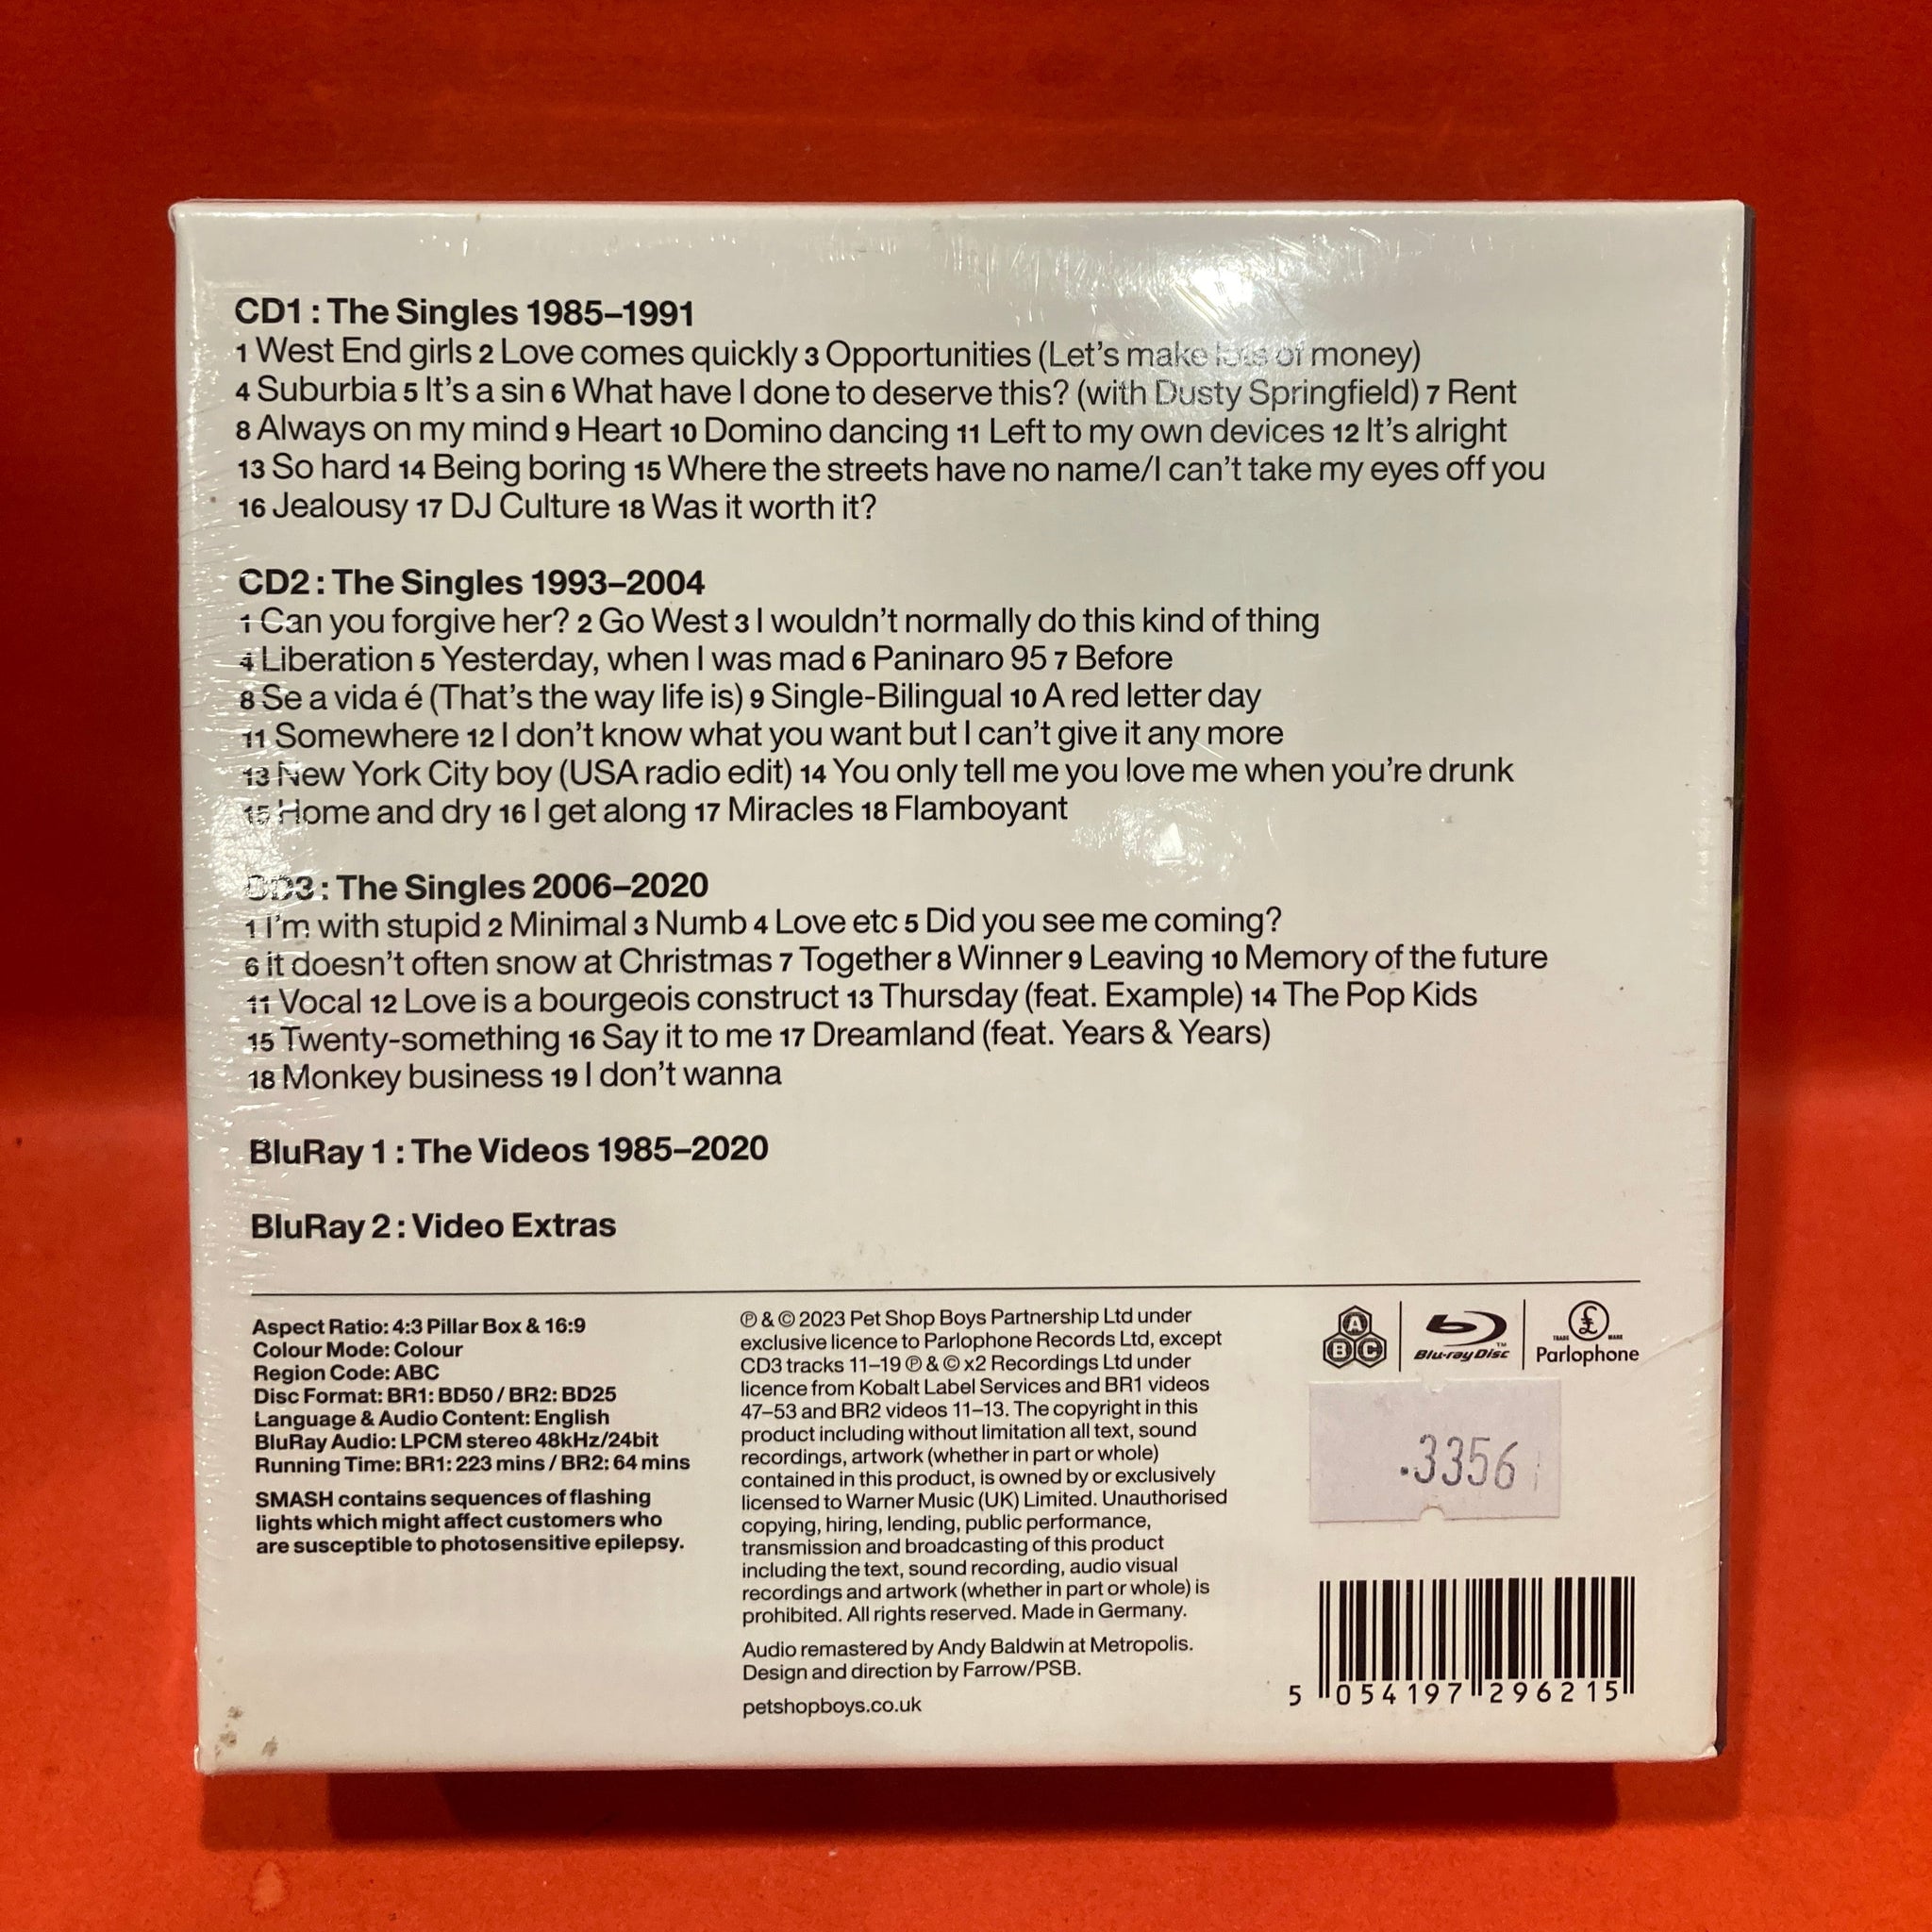 CD1 : The Singles 1985–1991
1 West End girls 2 Love comes quickly 3 Opportunities (Let's make lots of money)
4 Suburbia 5 It's a sin 6 What have I done to deserve this? (with Dusty Springfield) 7 Rent
8 Always on my mind 9 Heart 10 Domino dancing 11 Left to my own devices 12 It's alright
13 So hard 14 Being boring 15 Where the streets have no name/I can't take my eyes off you
16 Jealousy 17 DJ Culture 18 Was it worth it?
CD2 : The Singles 1993–2004
1 Can you forgive her? 2 Go West 3 I wouldn't normally do this kind of thing
4 Liberation 5 Yesterday, when I was mad 6 Paninaro 95 7 Before
8 Se a vida é (That's the way life is) 9 Single-Bilingual 10 A red letter day
11 Somewhere 12 I don't know what you want but I can't give it any more
13 New York City boy (USA radio edit) 14 You only tell me you love me when you're drunk
15 Home and dry 16 I get along 17 Miracles 18 Flamboyant
CD3 : The Singles 2006–2020
1 I'm with stupid 2 Minimal 3 Numb 4 Love etc 5 Did you see me coming?
6 it doesn't often snow at Christmas 7 Together 8 Winner 9 Leaving 10 Memory of the future
11 Vocal 12 Love is a bourgeois construct 13 Thursday (feat. Example) 14 The Pop Kids
15 Twenty-something 16 Say it to me 17 Dreamland (feat. Years & Years)
18 Monkey business 19 I don't wanna
BluRay 1 : The Videos 1985–2020
BluRay 2 : Video Extras
Aspect Ratio: 4:3 Pillar Box & 16:9
Colour Mode: Colour
Region Code: ABC
Disc Format: BR1: BD50 / BR2: BD25
Language & Audio Content: English
BluRay Audio: LPCM stereo 48kHz/24bit
Running Time: BR1: 223 mins / BR2: 64 mins
SMASH contains sequences of flashing
lights which might affect customers who
are susceptible to photosensitive epilepsy.
℗ & © 2023 Pet Shop Boys Partnership Ltd under
exclusive licence to Parlophone Records Ltd, except
CD3 tracks 11–19 ℗ & © x2 Recordings Ltd under
licence from Kobalt Label Services and BR1 videos
47–53 and BR2 videos 11–13. The copyright in this
product including without limitation all text, sound
recordings, artwork (whether in part or whole)
contained in this product, is owned by or exclusively
licensed to Warner Music (UK) Limited. Unauthorised
copying, hiring, lending, public performance,
transmission and broadcasting of this product
including the text, sound recording, audio visual
recordings and artwork (whether in part or whole) is
prohibited. All rights reserved. Made in Germany.
Audio remastered by Andy Baldwin at Metropolis.
Design and direction by Farrow/PSB.
petshopboys.co.uk
A
B C
Blu-ray Disc™
£
TRADE MARK
Parlophone
.3356
5 054197 296215